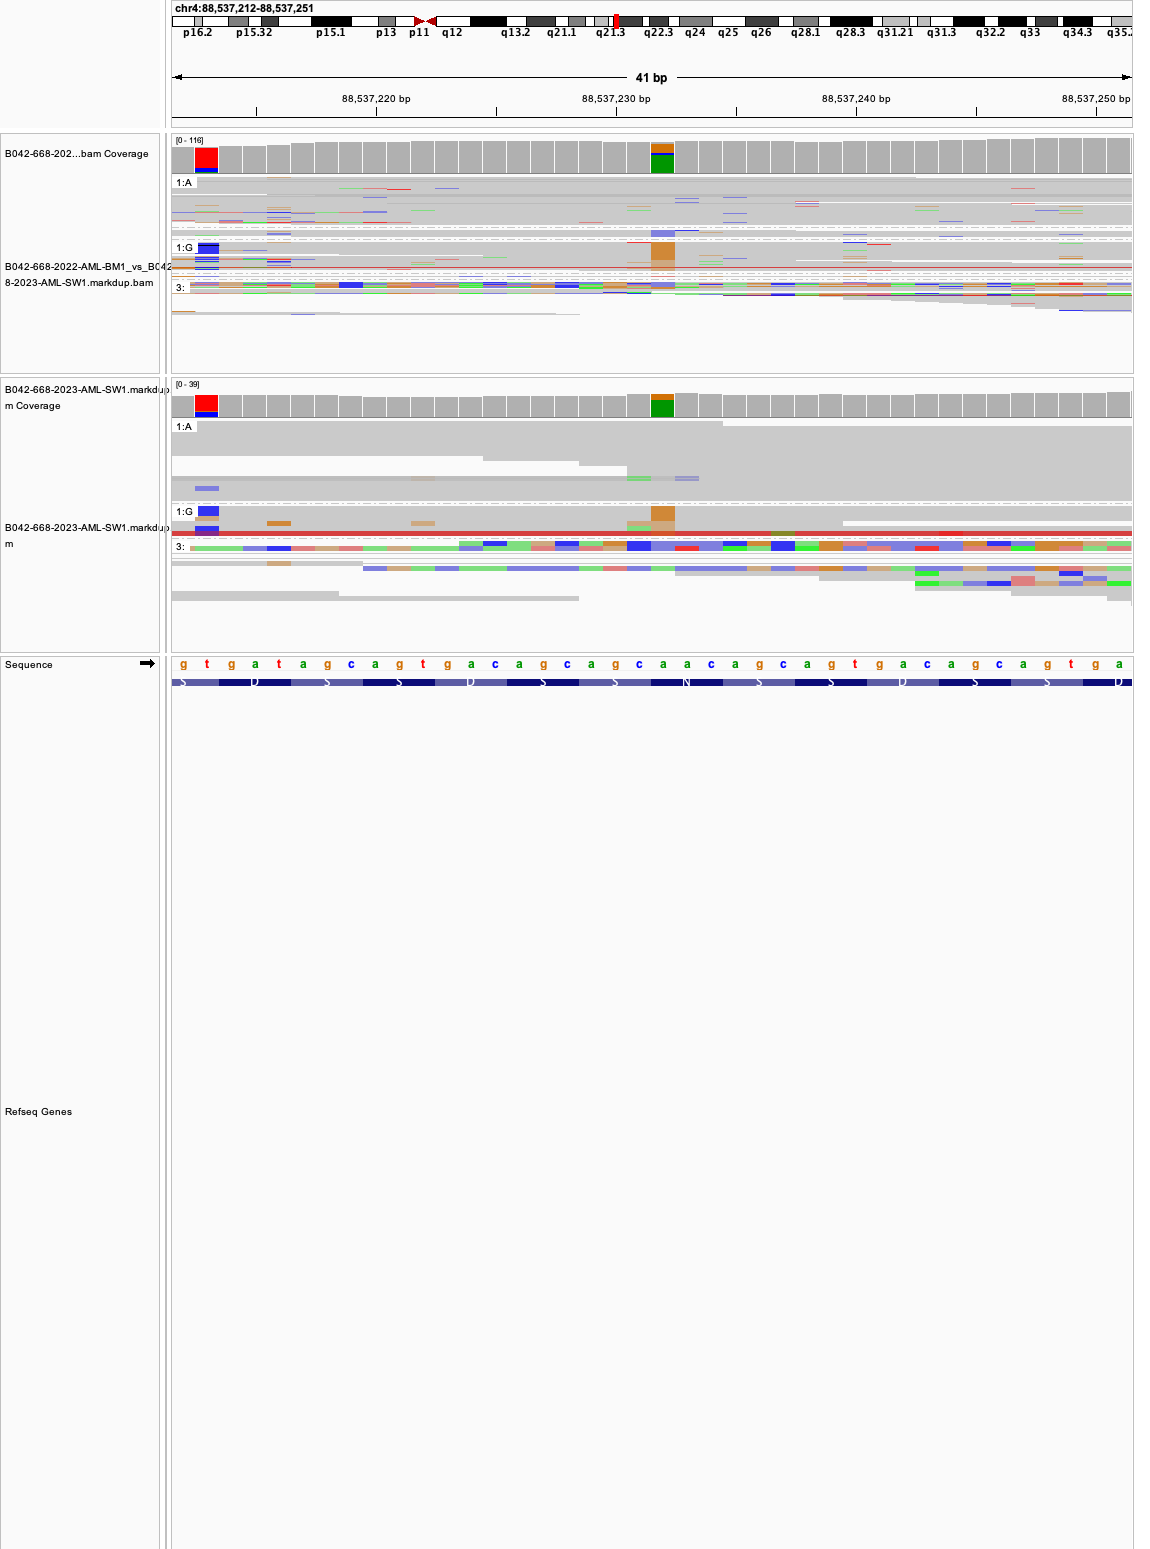 chr4:88,537,212-88,537,251
p16.2 p15.32 p15.1 p13 p11 q12 q13.2 q21.1 q21.3 q22.3 q24 q25 q26 q28.1 q28.3 q31.21 q31.3 q32.2 q33 q34.3 q35.2
41 bp
88,537,220 bp 88,537,230 bp 88,537,240 bp 88,537,250 bp
[0 - 116]
B042-668-202...bam Coverage
1:A
1:G
B042-668-2022-AML-BM1_vs_B042
8-2023-AML-SW1.markdup.bam
3:
[0 - 39]
B042-668-2023-AML-SW1.markdup
m Coverage
1:A
1:G
B042-668-2023-AML-SW1.markdup
m
3:
Sequence
g t g a t a g c a g t g a c a g c a g c a a c a g c a g t g a c a g c a g t g a
S D S S D S S N S S D S S D
Refseq Genes